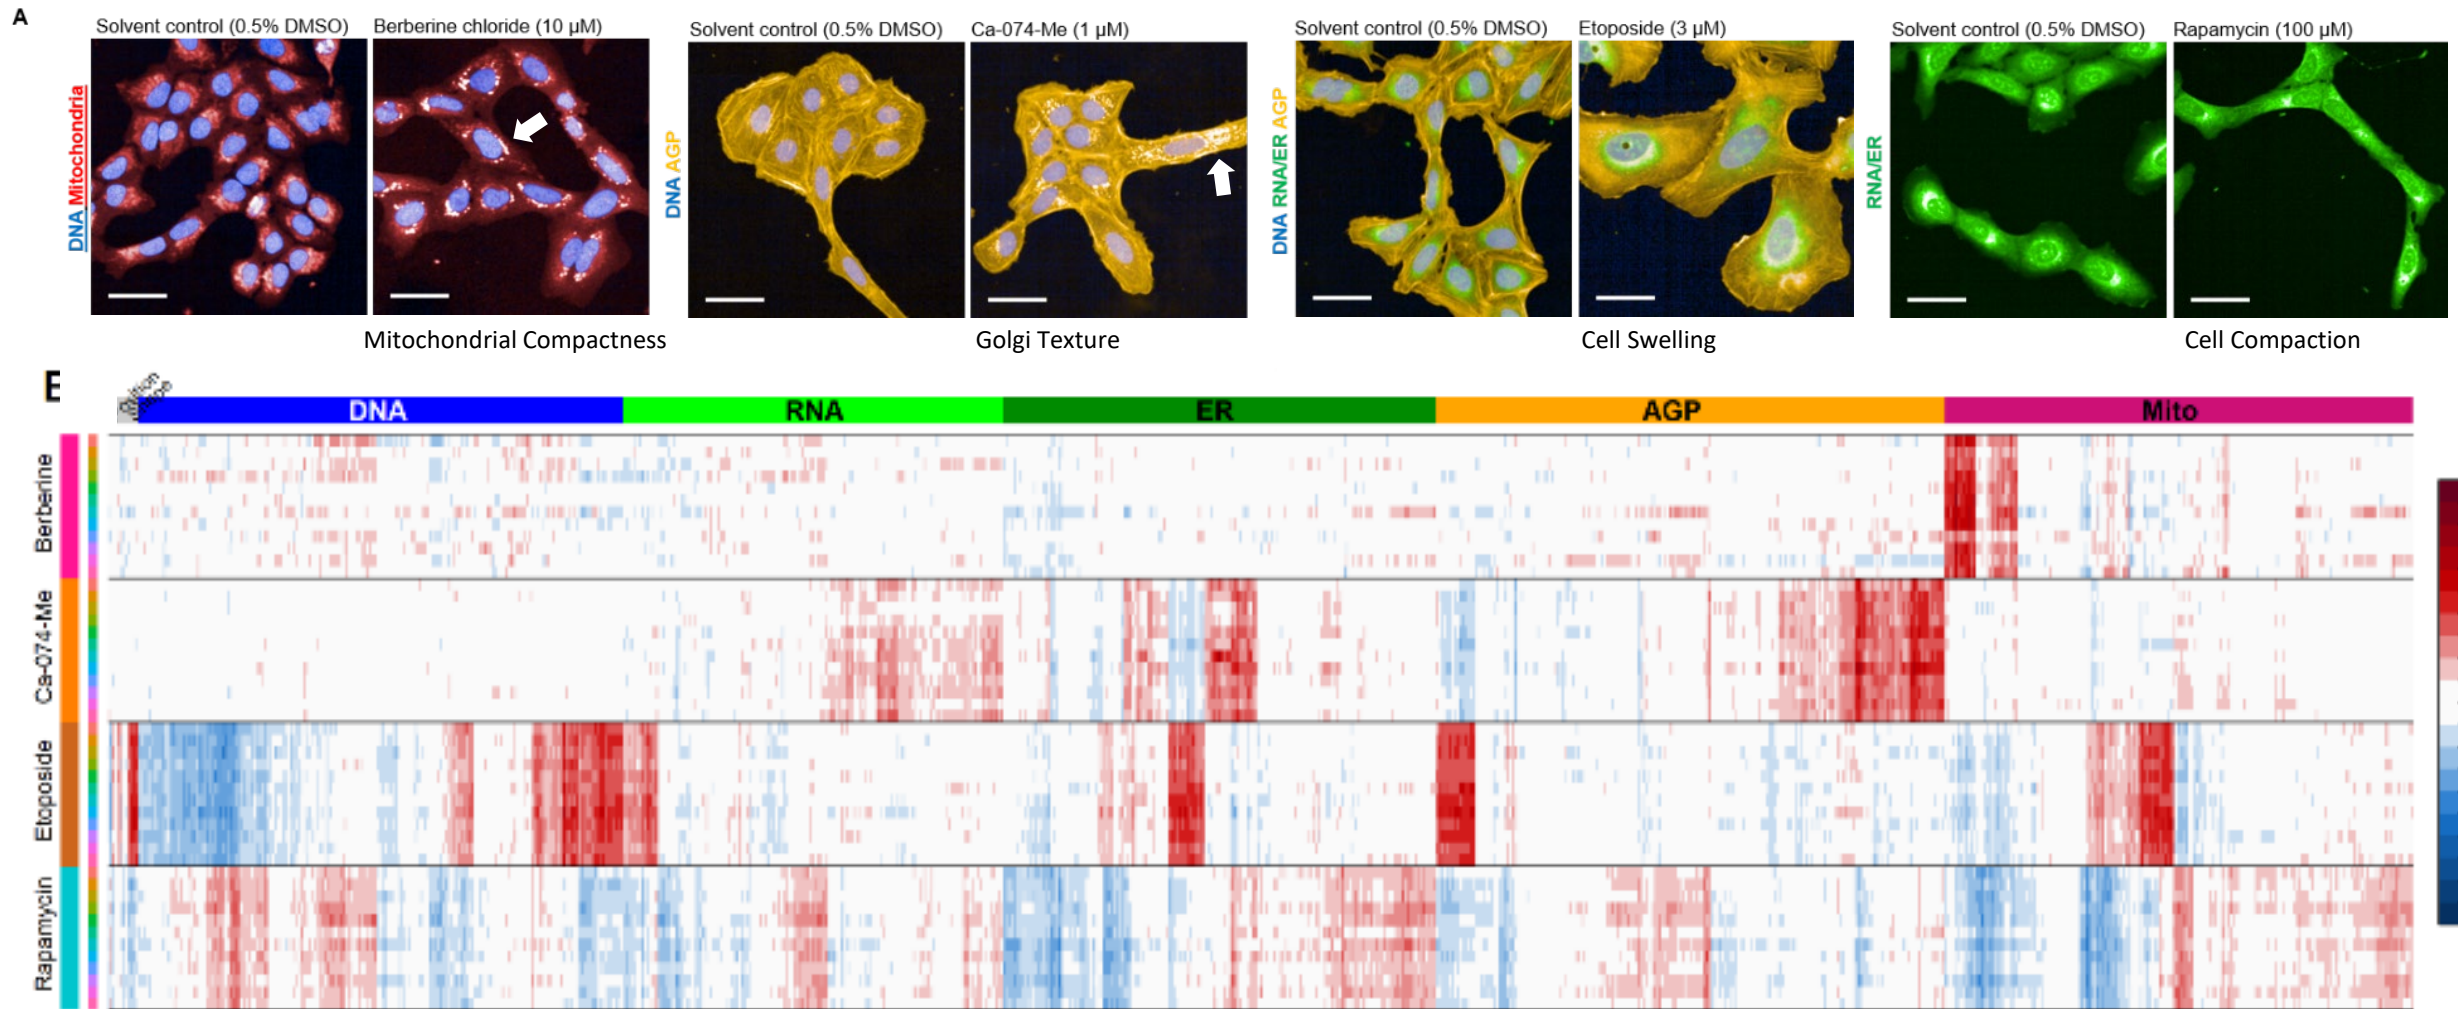 A
Solvent control (0.5% DMSO) Berberine chloride (10 µM)
Solvent control (0.5% DMSO) Ca-074-Me (1 µM)
Solvent control (0.5% DMSO) Etoposide (3 µM)
Solvent control (0.5% DMSO) Rapamycin (100 µM)
DNA Mitochondria
DNA AGP
DNA RNA/ER AGP
RNA/ER
Mitochondrial Compactness
Golgi Texture
Cell Swelling
Cell Compaction
DNA RNA ER AGP Mito
Berberine
Ca-074-Me
Etoposide
Rapamycin